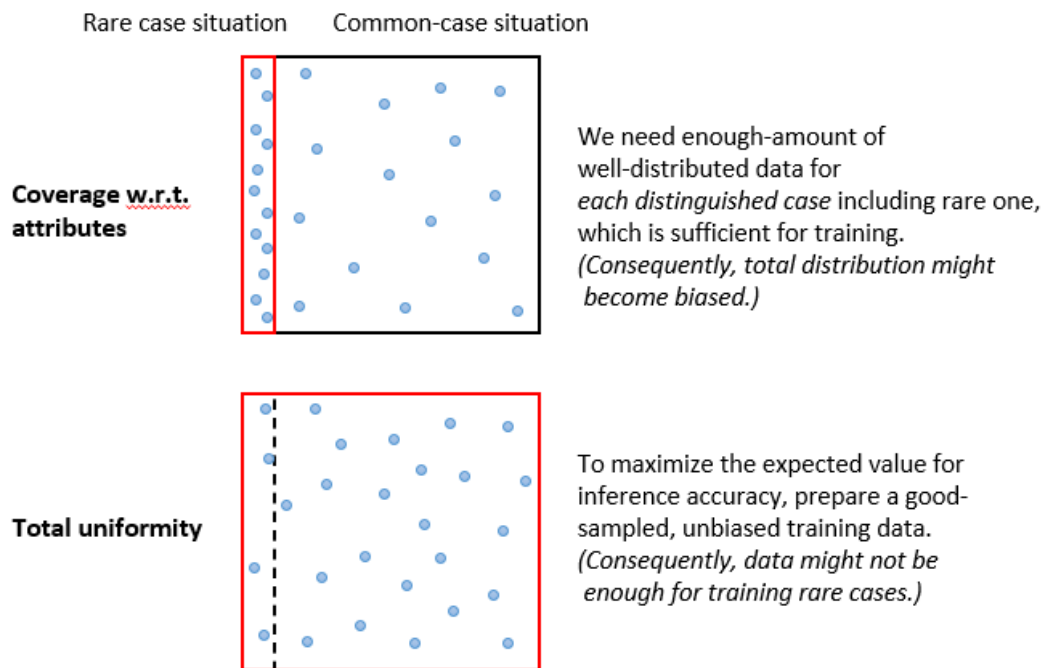 Rare case situation Common-case situation
Coverage w.r.t.
attributes
We need enough-amount of
well-distributed data for
each distinguished case including rare one,
which is sufficient for training.
(Consequently, total distribution might
become biased.)
Total uniformity
To maximize the expected value for
inference accuracy, prepare a good-
sampled, unbiased training data.
(Consequently, data might not be
enough for training rare cases.)